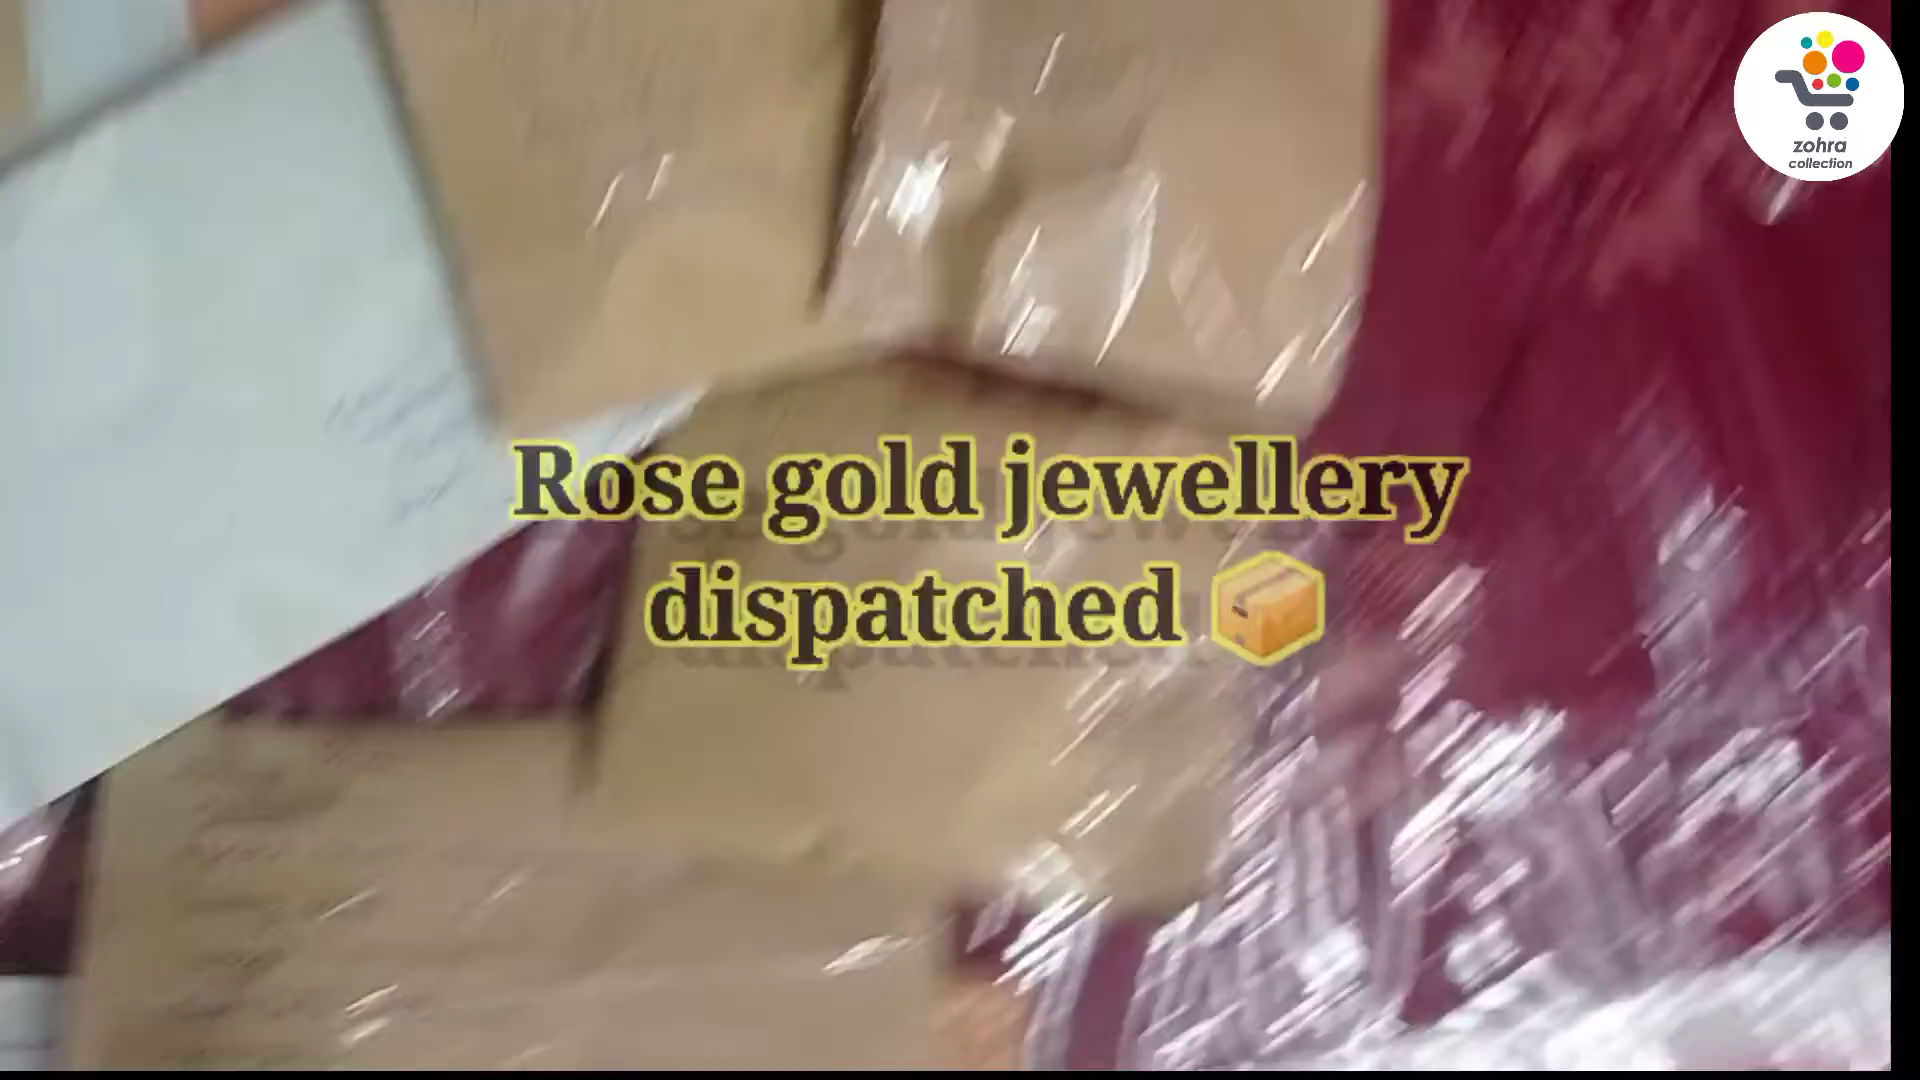 zohra
collection
Rose gold jewellery
dispatched 📦